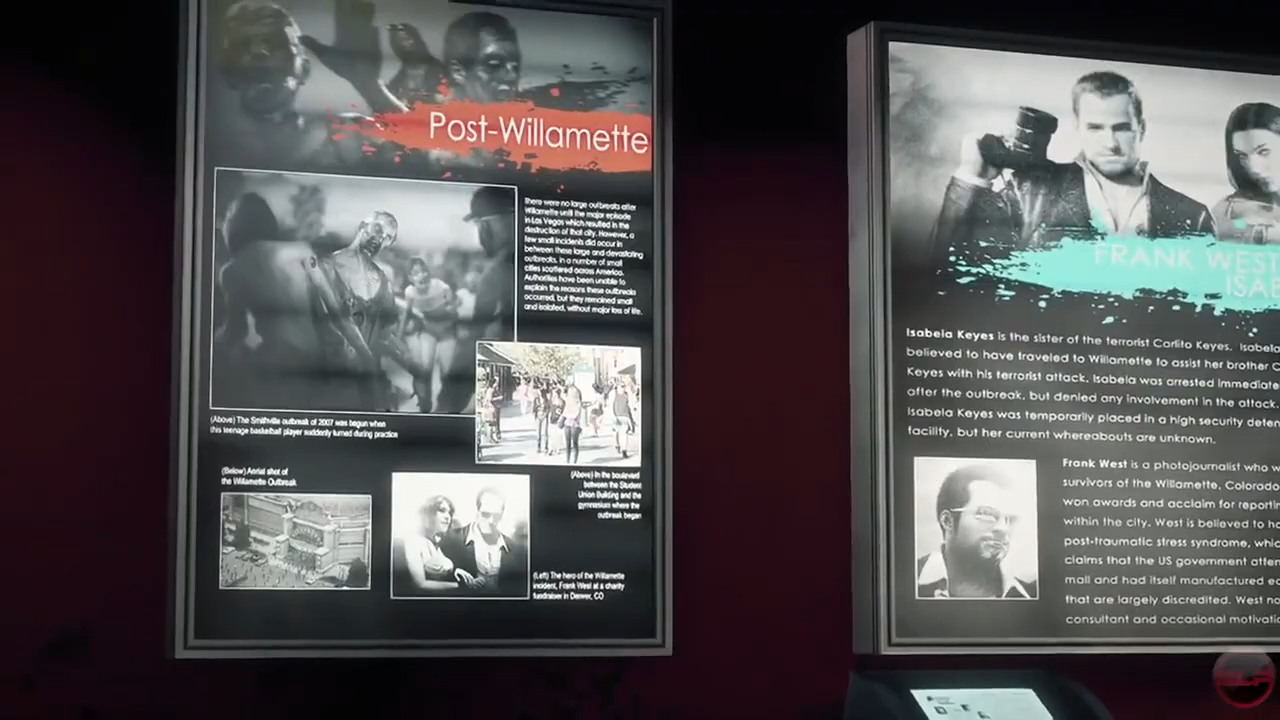 Post-Willamette
There were no large outbreaks after
Willamette until the major episode
in Las Vegas which resulted in the
destruction of that city. However, a
few small incidents did occur in
between these large and devastating
outbreaks, in a number of small
cities scattered across America.
Authorities have been unable to
explain the reasons these outbreaks
occurred, but they remained small
and isolated, without major loss of life.
(Above) The Smithville outbreak of 2007 was begun when
this teenage basketball player suddenly turned during practice
(Above) In the boulevard
between the Student
Union Building and the
gymnasium where the
outbreak began
(Below) Aerial shot of
the Willamette Outbreak
(Left) The hero of the Willamette
incident, Frank West at a charity
fundraiser in Denver, CO
FRANK WEST
ISAB
Isabela Keyes is the sister of the terrorist Carlito Keyes. Isabela
believed to have traveled to Willamette to assist her brother C
Keyes with his terrorist attack. Isabela was arrested immediate
after the outbreak, but denied any involvement in the attack.
Isabela Keyes was temporarily placed in a high security deten
facility, but her current whereabouts are unknown.
Frank West is a photojournalist who w
survivors of the Willamette, Colorado
won awards and acclaim for reportin
within the city. West is believed to ha
post-traumatic stress syndrome, whic
claims that the US government atten
mall and had itself manufactured ea
that are largely discredited. West no
consultant and occasional motivatio